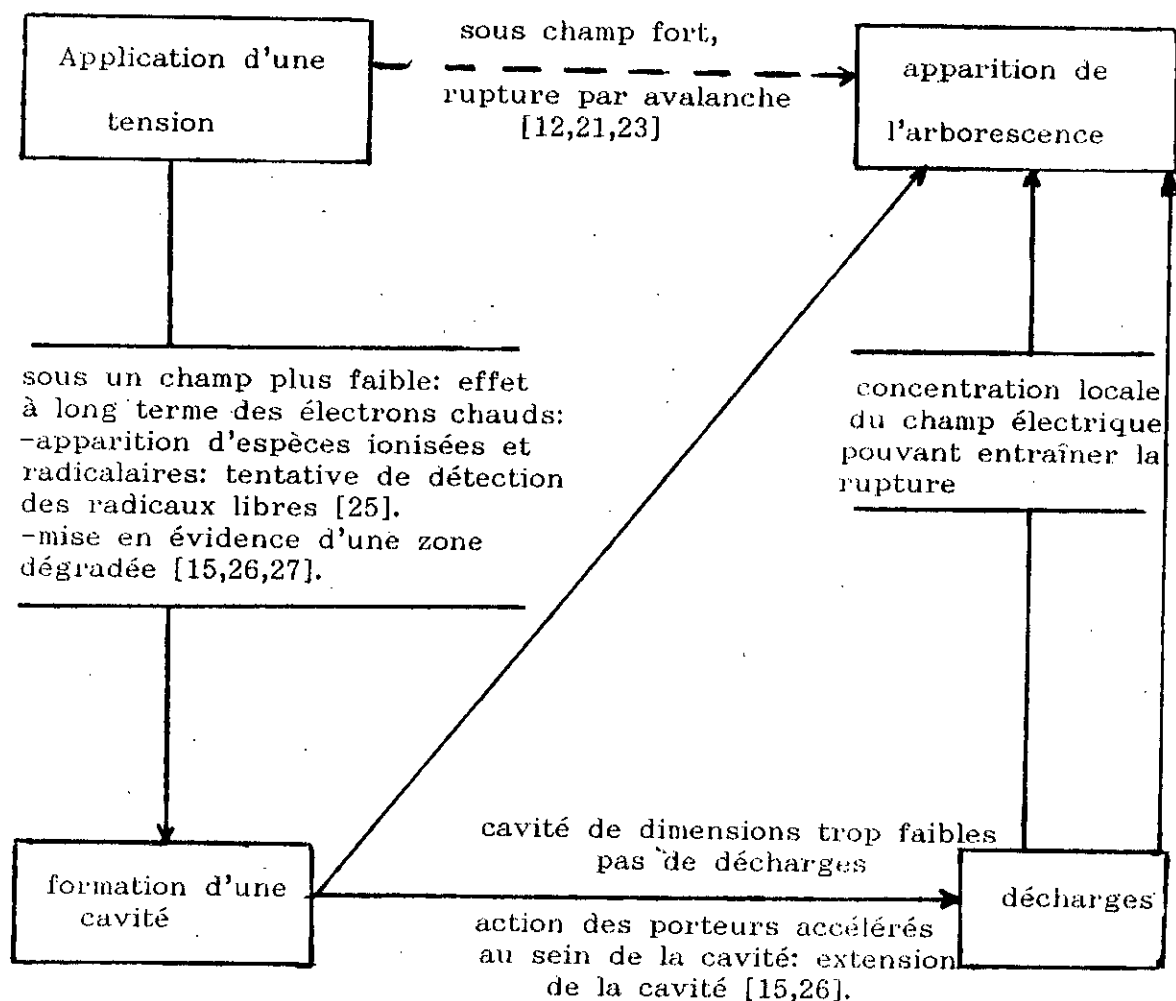 Application d'une
tension
sous champ fort,
rupture par avalanche
[12,21,23]
apparition de
l'arborescence
sous un champ plus faible: effet
à long terme des électrons chauds:
-apparition d'espèces ionisées et
radicalaires: tentative de détection
des radicaux libres [25].
-mise en évidence d'une zone
dégradée [15,26,27].
concentration locale
du champ électrique
pouvant entraîner la
rupture
formation d'une
cavité
cavité de dimensions trop faibles
pas de décharges
action des porteurs accélérés
au sein de la cavité: extension
de la cavité [15,26].
décharges